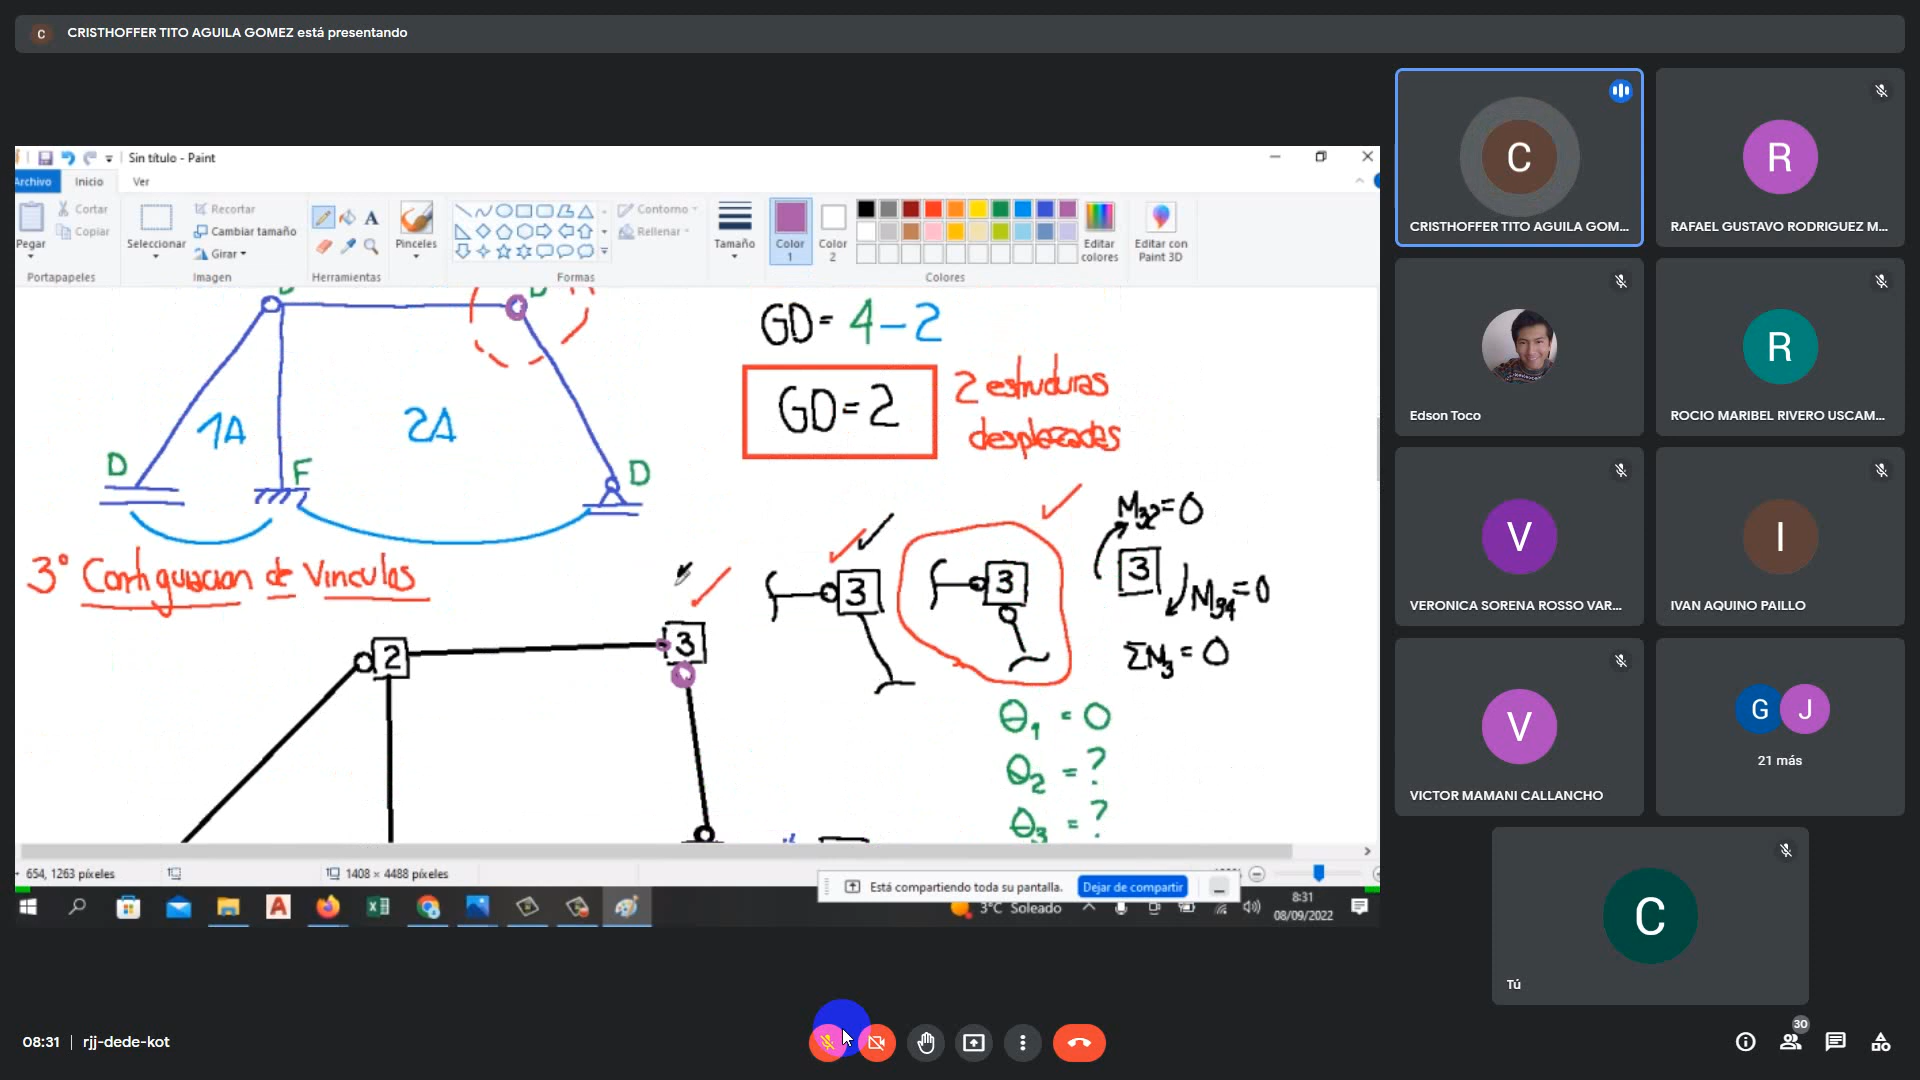 C CRISTHOFFER TITO AGUILA GOMEZ está presentando
Sin título - Paint
Archivo Inicio Ver
Pegar
Cortar
Copiar
Portapapeles
Seleccionar
Recortar
Cambiar tamaño
Girar
Imagen
A
Herramientas
Pinceles
Formas
Contorno
Rellenar
Tamaño
Color 1
Color 2
Colores
Editar colores
Editar con Paint 3D
1A
2A
D
F
D
GD = 4 - 2
GD = 2
2 estructuras
desplazadas
3° Configuracion de Vinculos
2
3
3
3
M32 = 0
3
M34 = 0
ΣM3 = 0
θ1 = 0
θ2 = ?
θ3 = ?
654, 1263 píxeles
1408 × 4488 píxeles
Está compartiendo toda su pantalla.
Dejar de compartir
3°C Soleado
8:31
08/09/2022
C
CRISTHOFFER TITO AGUILA GOM...
R
RAFAEL GUSTAVO RODRIGUEZ M...
Edson Toco
R
ROCIO MARIBEL RIVERO USCAM...
V
VERONICA SORENA ROSSO VAR...
I
IVAN AQUINO PAILLO
V
VICTOR MAMANI CALLANCHO
G J
21 más
C
Tú
08:31 | rjj-dede-kot
30